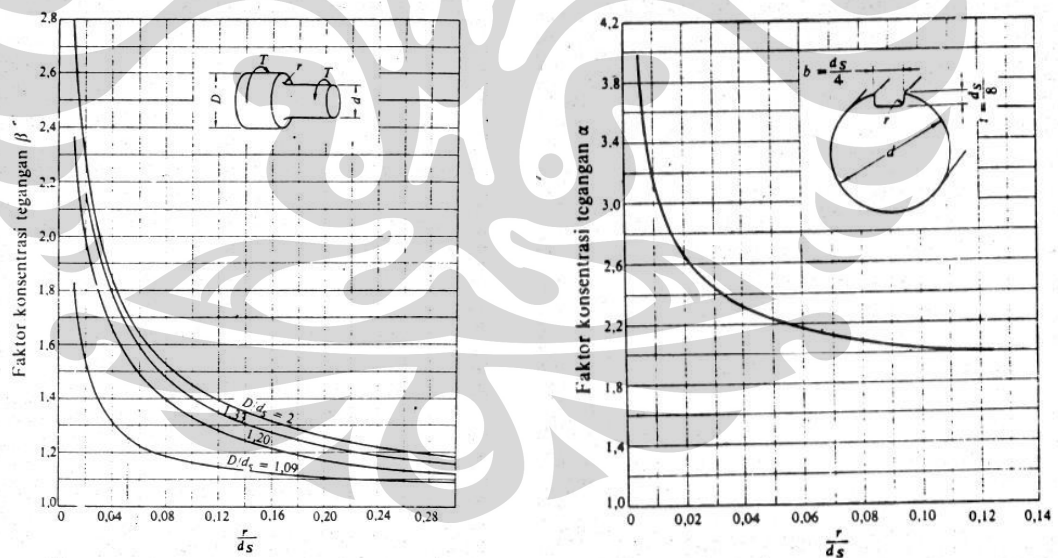 Faktor konsentrasi tegangan β
2,8
2,6
2,4
2,2
2,0
1,8
1,6
1,4
1,2
1,0
T
r
T
D
d
D/ds = 2
1,33
1,20
D/ds = 1,09
0
0,04
0,08
0,12
0,16
0,20
0,24
0,28
r
ds
Faktor konsentrasi tegangan α
4,2
3,8
3,4
3,0
2,6
2,2
1,8
1,4
1,0
b = ds
4
t = ds
8
r
d
0
0,02
0,04
0,06
0,08
0,10
0,12
0,14
r
ds